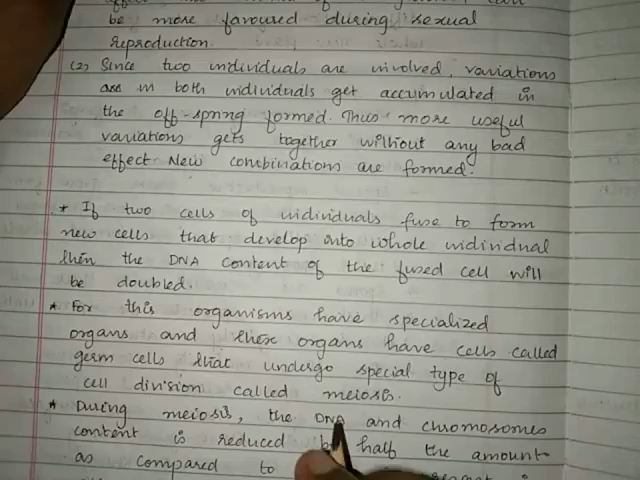 be more favoured during sexual
reproduction.
(2) Since two individuals are involved, variations
are in both individuals get accumulated in
the off-spring formed. Thus more useful
variations gets together without any bad
effect. New combinations are formed.
* If two cells of individuals fuse to form
new cells that develop into whole individual
then the DNA content of the fused cell will
be doubled.
* For this organisms have specialized
organs and these organs have cells called
germ cells that undergo special type of
cell division called meiosis.
* During meiosis, the DNA and chromosomes
content is reduced half the amount
as compared to